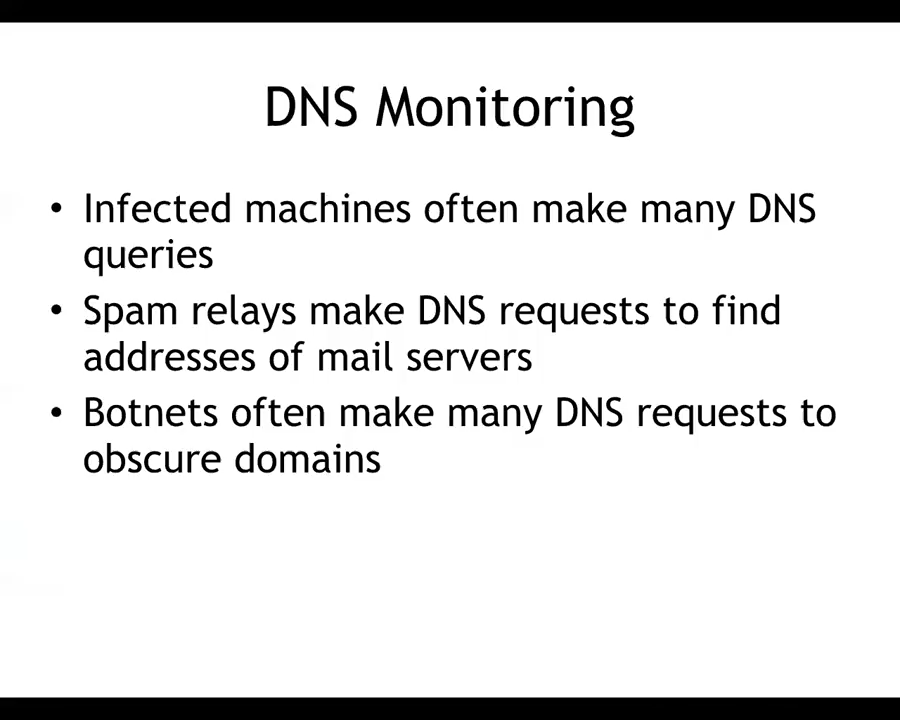 DNS Monitoring
• Infected machines often make many DNS
queries
• Spam relays make DNS requests to find
addresses of mail servers
• Botnets often make many DNS requests to
obscure domains